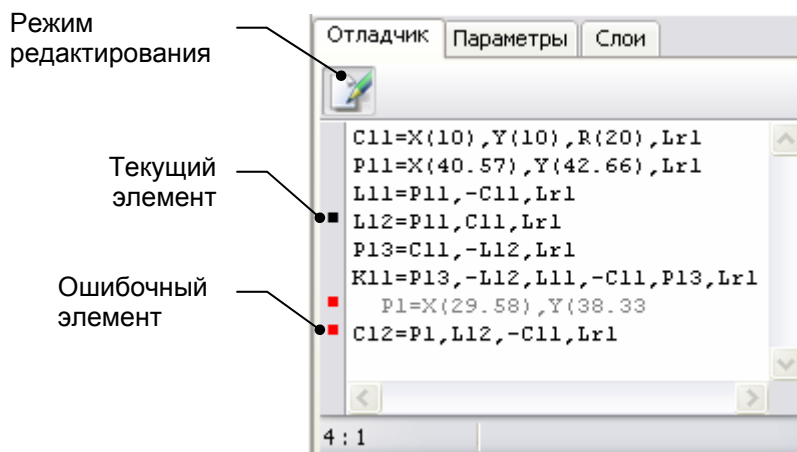 Режим
редактирования
Отладчик Параметры Слои
C11=X(10),Y(10),R(20),Lr1
P11=X(40.57),Y(42.66),Lr1
L11=P11,-C11,Lr1
Текущий
элемент
L12=P11,C11,Lr1
P13=C11,-L12,Lr1
K11=P13,-L12,L11,-C11,P13,Lr1
Ошибочный
элемент
P1=X(29.58),Y(38.33
C12=P1,L12,-C11,Lr1
4 : 1